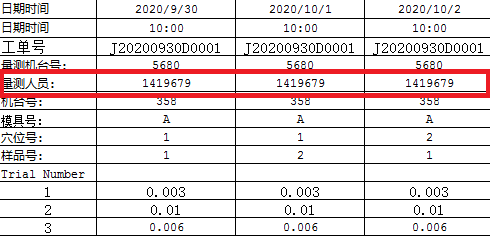 日期时间 2020/9/30 2020/10/1 2020/10/2
日期时间 10:00 10:00 10:00
工单号 J20200930D0001 J20200930D0001 J20200930D0001
量测机台号: 5680 5680 5680
量测人员: 1419679 1419679 1419679
机台号: 358 358 358
模具号: A A A
穴位号: 1 1 2
样品号: 1 2 1
Trial Number
1 0.003 0.003 0.003
2 0.01 0.01 0.01
3 0.006 0.006 0.006